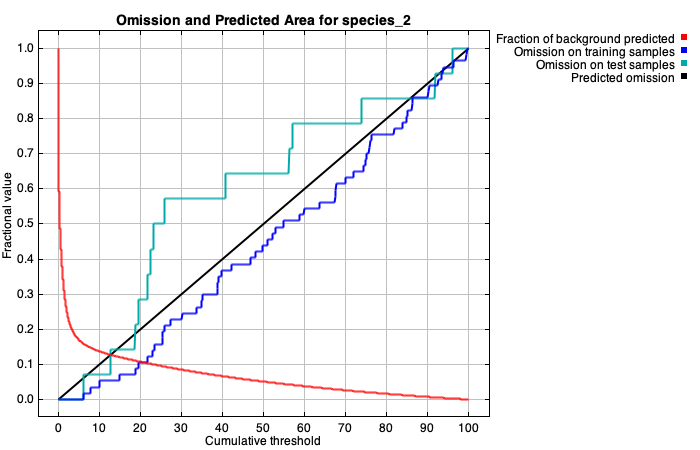 Omission and Predicted Area for species_2
Fraction of background predicted
Omission on training samples
Omission on test samples
Predicted omission
1.0
0.9
0.8
0.7
0.6
0.5
0.4
0.3
0.2
0.1
0.0
Fractional value
0 10 20 30 40 50 60 70 80 90 100
Cumulative threshold